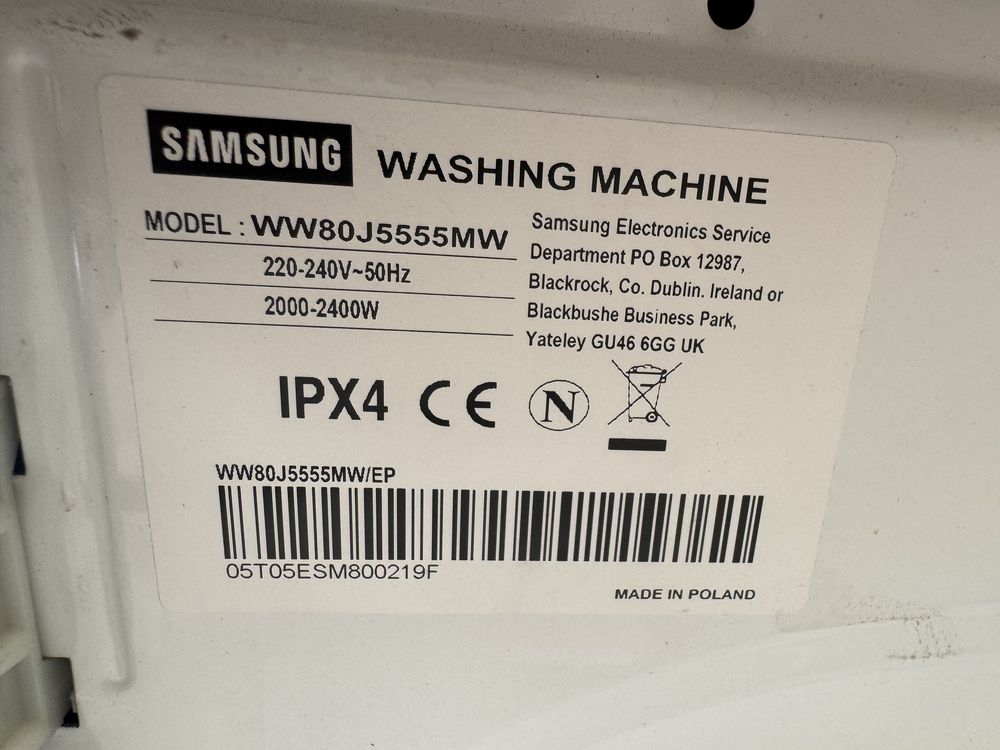 SAMSUNG WASHING MACHINE
MODEL : WW80J5555MW
220-240V~50Hz
2000-2400W
Samsung Electronics Service
Department PO Box 12987,
Blackrock, Co. Dublin. Ireland or
Blackbushe Business Park,
Yateley GU46 6GG UK
IPX4 CE N
WW80J5555MW/EP
05T05ESM800219F
MADE IN POLAND